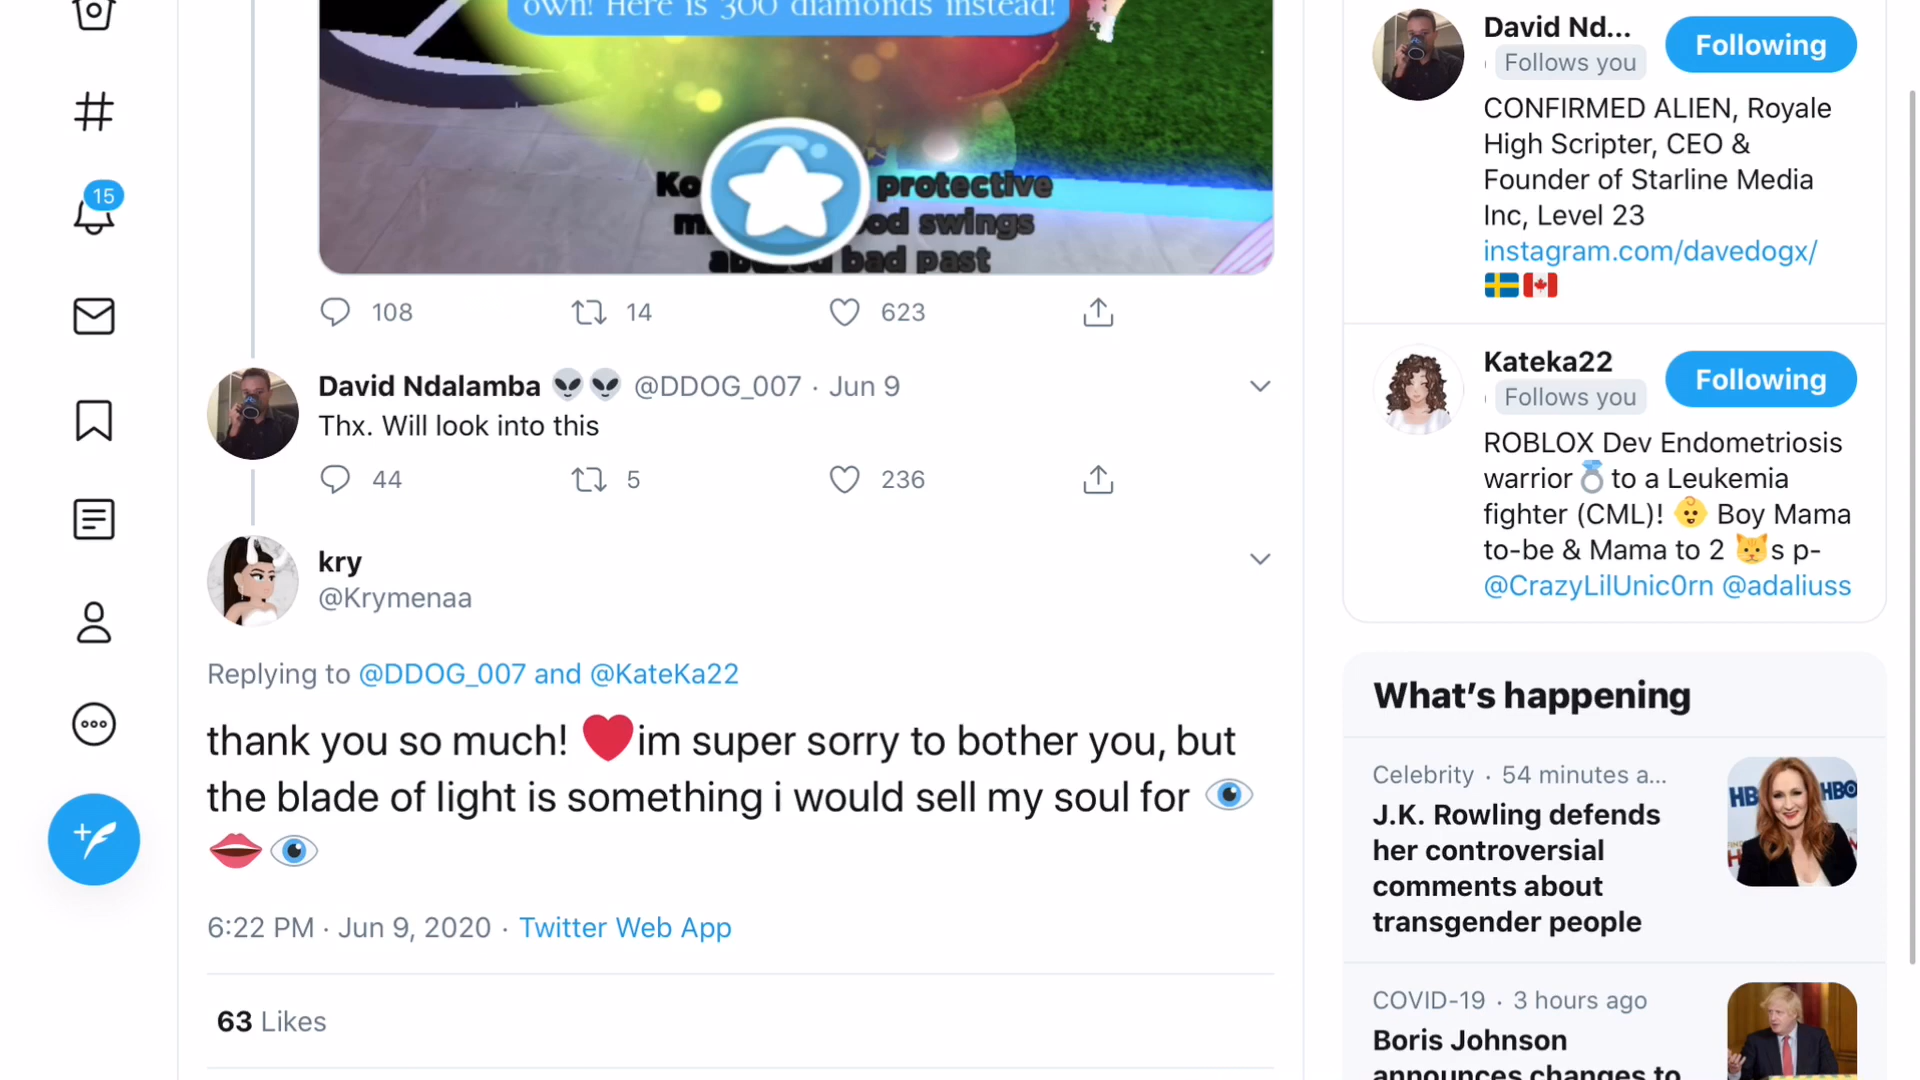 own! Here is 300 diamonds instead!
protective
od swings
bad past
108
14
623
David Ndalamba 👽👽 @DDOG_007 · Jun 9
Thx. Will look into this
44
5
236
kry
@Krymenaa
Replying to @DDOG_007 and @KateKa22
thank you so much! ❤️im super sorry to bother you, but
the blade of light is something i would sell my soul for 👁️
👄👁️
6:22 PM · Jun 9, 2020 · Twitter Web App
63 Likes
15
David Nd...
Following
Follows you
CONFIRMED ALIEN, Royale
High Scripter, CEO &
Founder of Starline Media
Inc, Level 23
instagram.com/davedogx/
🇸🇪🇨🇦
Kateka22
Following
Follows you
ROBLOX Dev Endometriosis
warrior💍to a Leukemia
fighter (CML)! 👶 Boy Mama
to-be & Mama to 2 🐱s p-
@CrazyLilUnic0rn @adaliuss
What's happening
Celebrity · 54 minutes a...
J.K. Rowling defends
her controversial
comments about
transgender people
HBO
COVID-19 · 3 hours ago
Boris Johnson
announces changes to